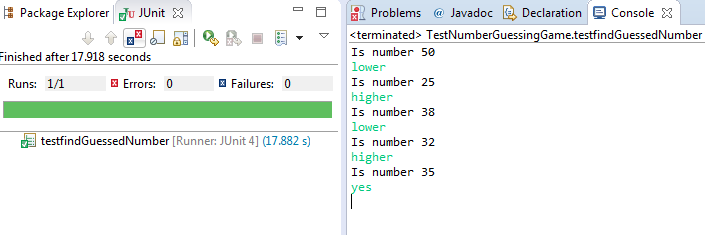 Package Explorer JUnit
Finished after 17.918 seconds
Runs: 1/1 Errors: 0 Failures: 0
testfindGuessedNumber [Runner: JUnit 4] (17.882 s)
Problems @ Javadoc Declaration Console
<terminated> TestNumberGuessingGame.testfindGuessedNumber
Is number 50
lower
Is number 25
higher
Is number 38
lower
Is number 32
higher
Is number 35
yes